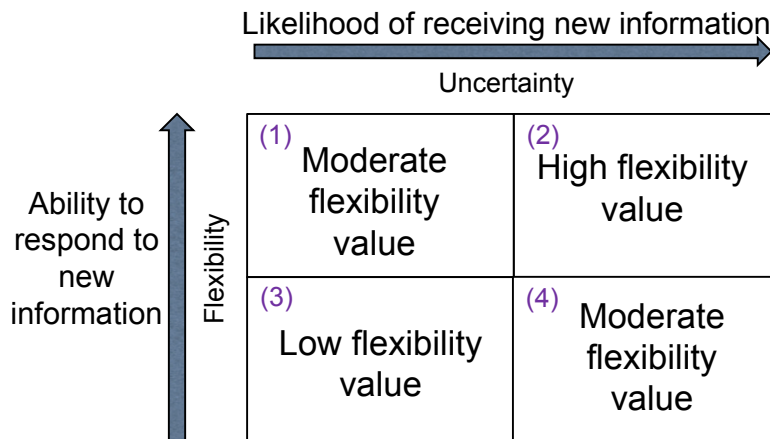 Likelihood of receiving new information
Uncertainty
Ability to
respond to
new
information
Flexibility
(1)
Moderate
flexibility
value
(2)
High flexibility
value
(3)
Low flexibility
value
(4)
Moderate
flexibility
value